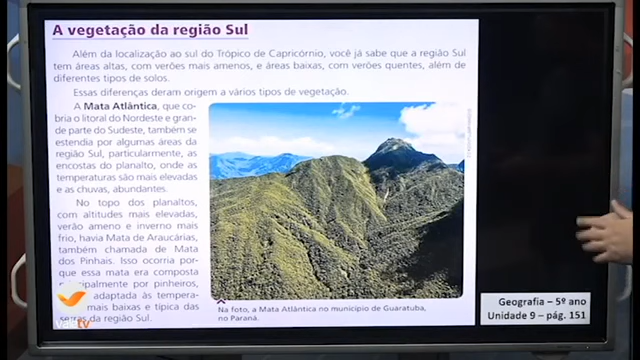 A vegetação da região Sul
Além da localização ao sul do Trópico de Capricórnio, você já sabe que a região Sul
tem áreas altas, com verões mais amenos, e áreas baixas, com verões quentes, além de
diferentes tipos de solos.
Essas diferenças deram origem a vários tipos de vegetação.
A Mata Atlântica, que co-
bria o litoral do Nordeste e gran-
de parte do Sudeste, também se
estendia por algumas áreas da
região Sul, particularmente, as
encostas do planalto, onde as
temperaturas são mais elevadas
e as chuvas, abundantes.
No topo dos planaltos,
com altitudes mais elevadas,
verão ameno e inverno mais
frio, havia Mata de Araucárias,
também chamada de Mata
dos Pinhais. Isso ocorria por-
que essa mata era composta
principalmente por pinheiros,
adaptada às tempera-
mais baixas e típica das
serras da região Sul.
Na foto, a Mata Atlântica no município de Guaratuba,
no Paraná.
Geografia – 5º ano
Unidade 9 – pág. 151
tv